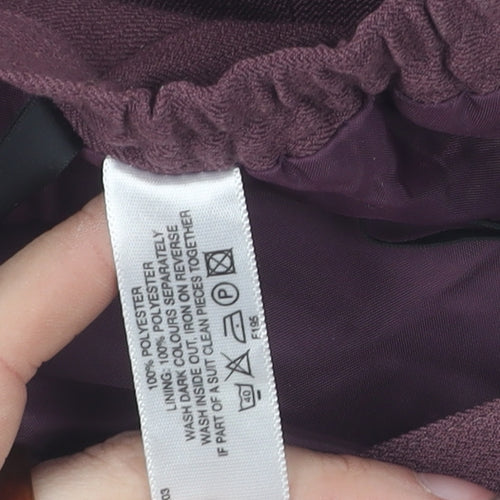 100% POLYESTER
LINING: 100% POLYESTER
WASH DARK COLOURS SEPARATELY
WASH INSIDE OUT, IRON ON REVERSE
IF PART OF A SUIT CLEAN PIECES TOGETHER
40 P
F195
03